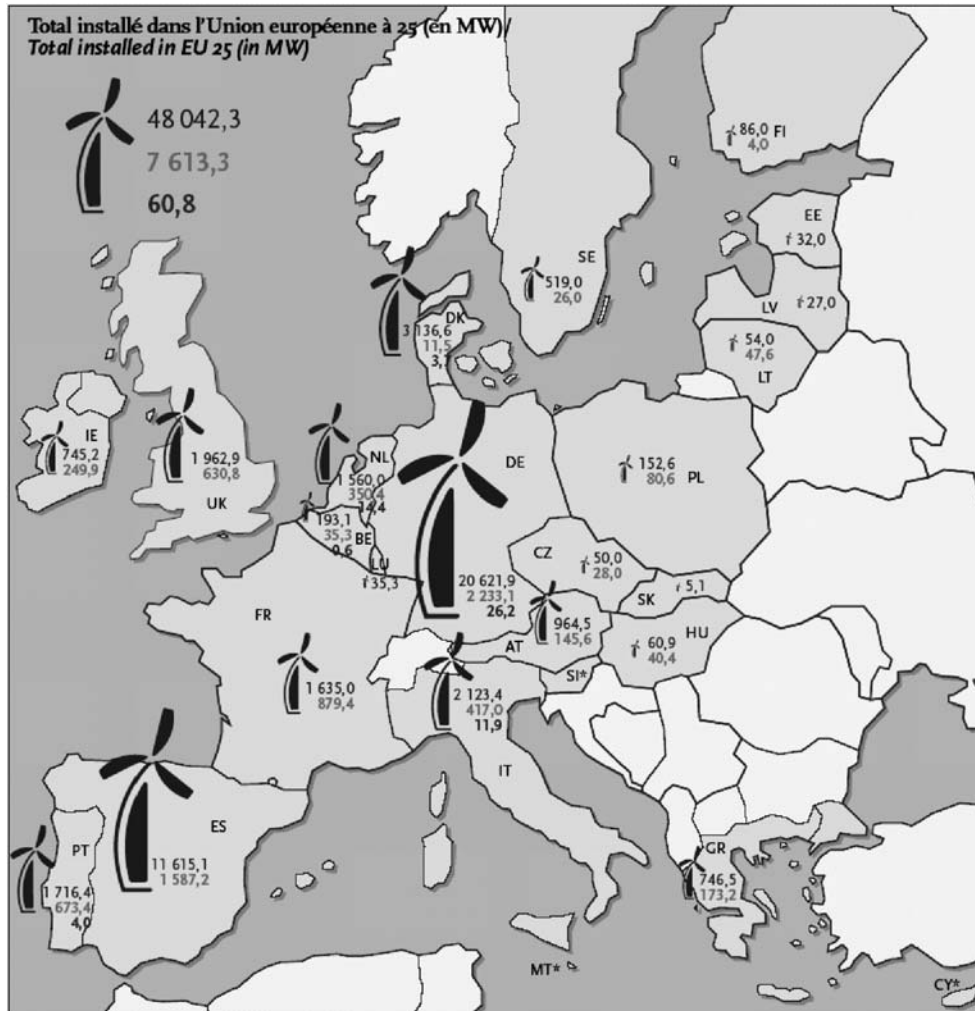 Total installé dans l'Union européenne à 25 (en MW)/
Total installed in EU 25 (in MW)
48 042,3
7 613,3
60,8
86,0 FI
4,0
EE
32,0
SE
519,0
26,0
27,0
LV
54,0
47,6
LT
DK
3 136,6
11,5
IE
745,2
249,9
1 962,9
630,8
UK
NL
1 560,0
350,4
14,4
DE
20 621,9
2 233,1
26,2
152,6
80,6
PL
193,1
35,3
BE
0,6
LU
35,3
CZ
50,0
28,0
SK
5,1
FR
1 635,0
879,4
964,5
145,6
AT
HU
60,9
40,4
SI*
2 123,4
417,0
11,9
IT
ES
11 615,1
1 587,2
PT
1 716,4
673,4
4,0
GR
746,5
173,2
MT*
CY*